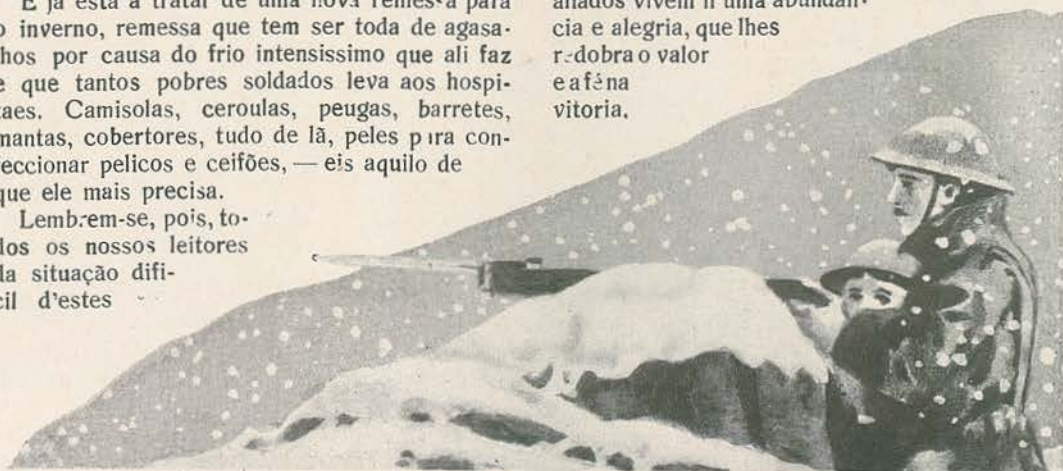 E já está a tratar de uma nova remessa para
o inverno, remessa que tem ser toda de agasa-
hos por causa do frio intensissimo que ali faz
e que tantos pobres soldados leva aos hospi-
taes. Camisolas, ceroulas, peugas, barretes,
mantas, cobertores, tudo de lã, peles para con-
feccionar pelicos e ceifões, — eis aquilo de
que ele mais precisa.
Lembrem-se, pois, to-
dos os nossos leitores
da situação difi-
cil d'estes
aliados vivem n'uma abundan-
cia e alegria, que lhes
redobra o valor
e a fé na
vitoria.